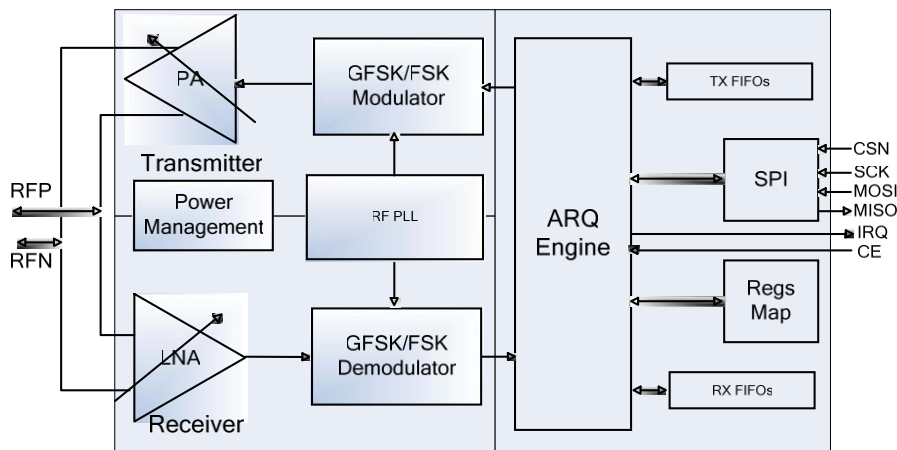 PA
GFSK/FSK
Modulator
Transmitter
Power
Management
RF PLL
RFP
RFN
LNA
Receiver
GFSK/FSK
Demodulator
ARQ
Engine
TX FIFOs
SPI
CSN
SCK
MOSI
MISO
IRQ
CE
Regs
Map
RX FIFOs